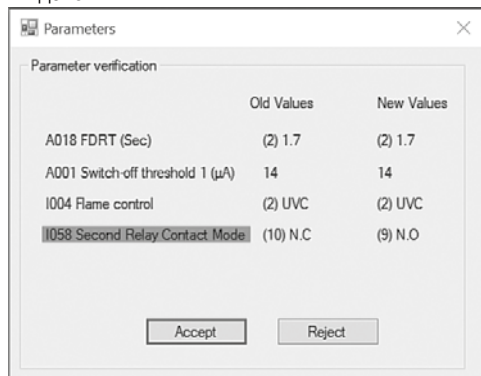 Parameters
Parameter verification
Old Values New Values
A018 FDRT (Sec) (2) 1.7 (2) 1.7
A001 Switch-off threshold 1 (µA) 14 14
I004 Flame control (2) UVC (2) UVC
I058 Second Relay Contact Mode (10) N.C (9) N.O
Accept Reject